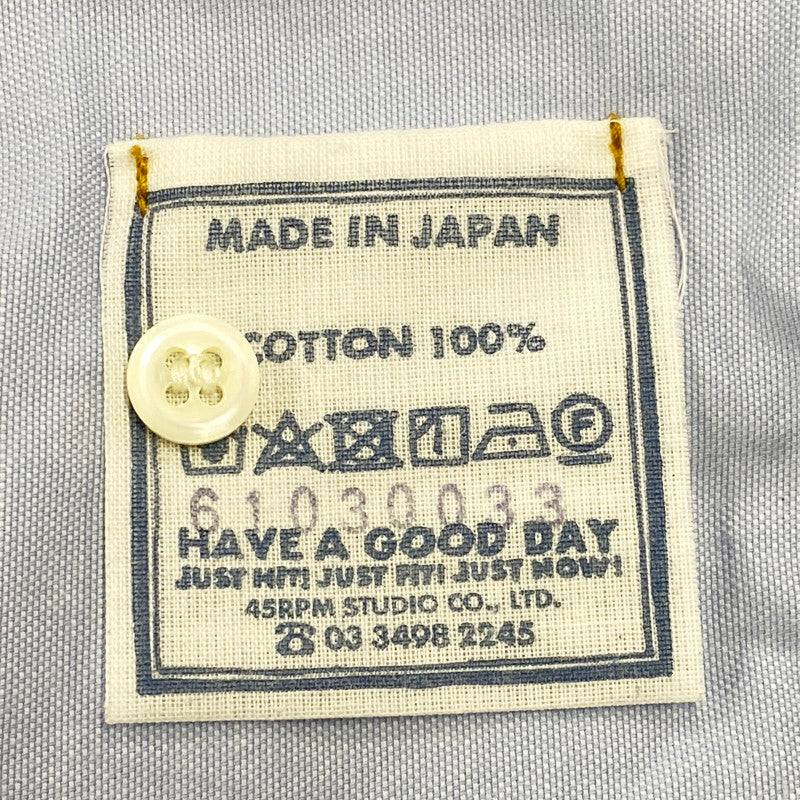 MADE IN JAPAN
COTTON 100%
F
61030033
HAVE A GOOD DAY
JUST HIT! JUST FIT! JUST NOW!
45RPM STUDIO CO., LTD.
☎ 03 3498 2245